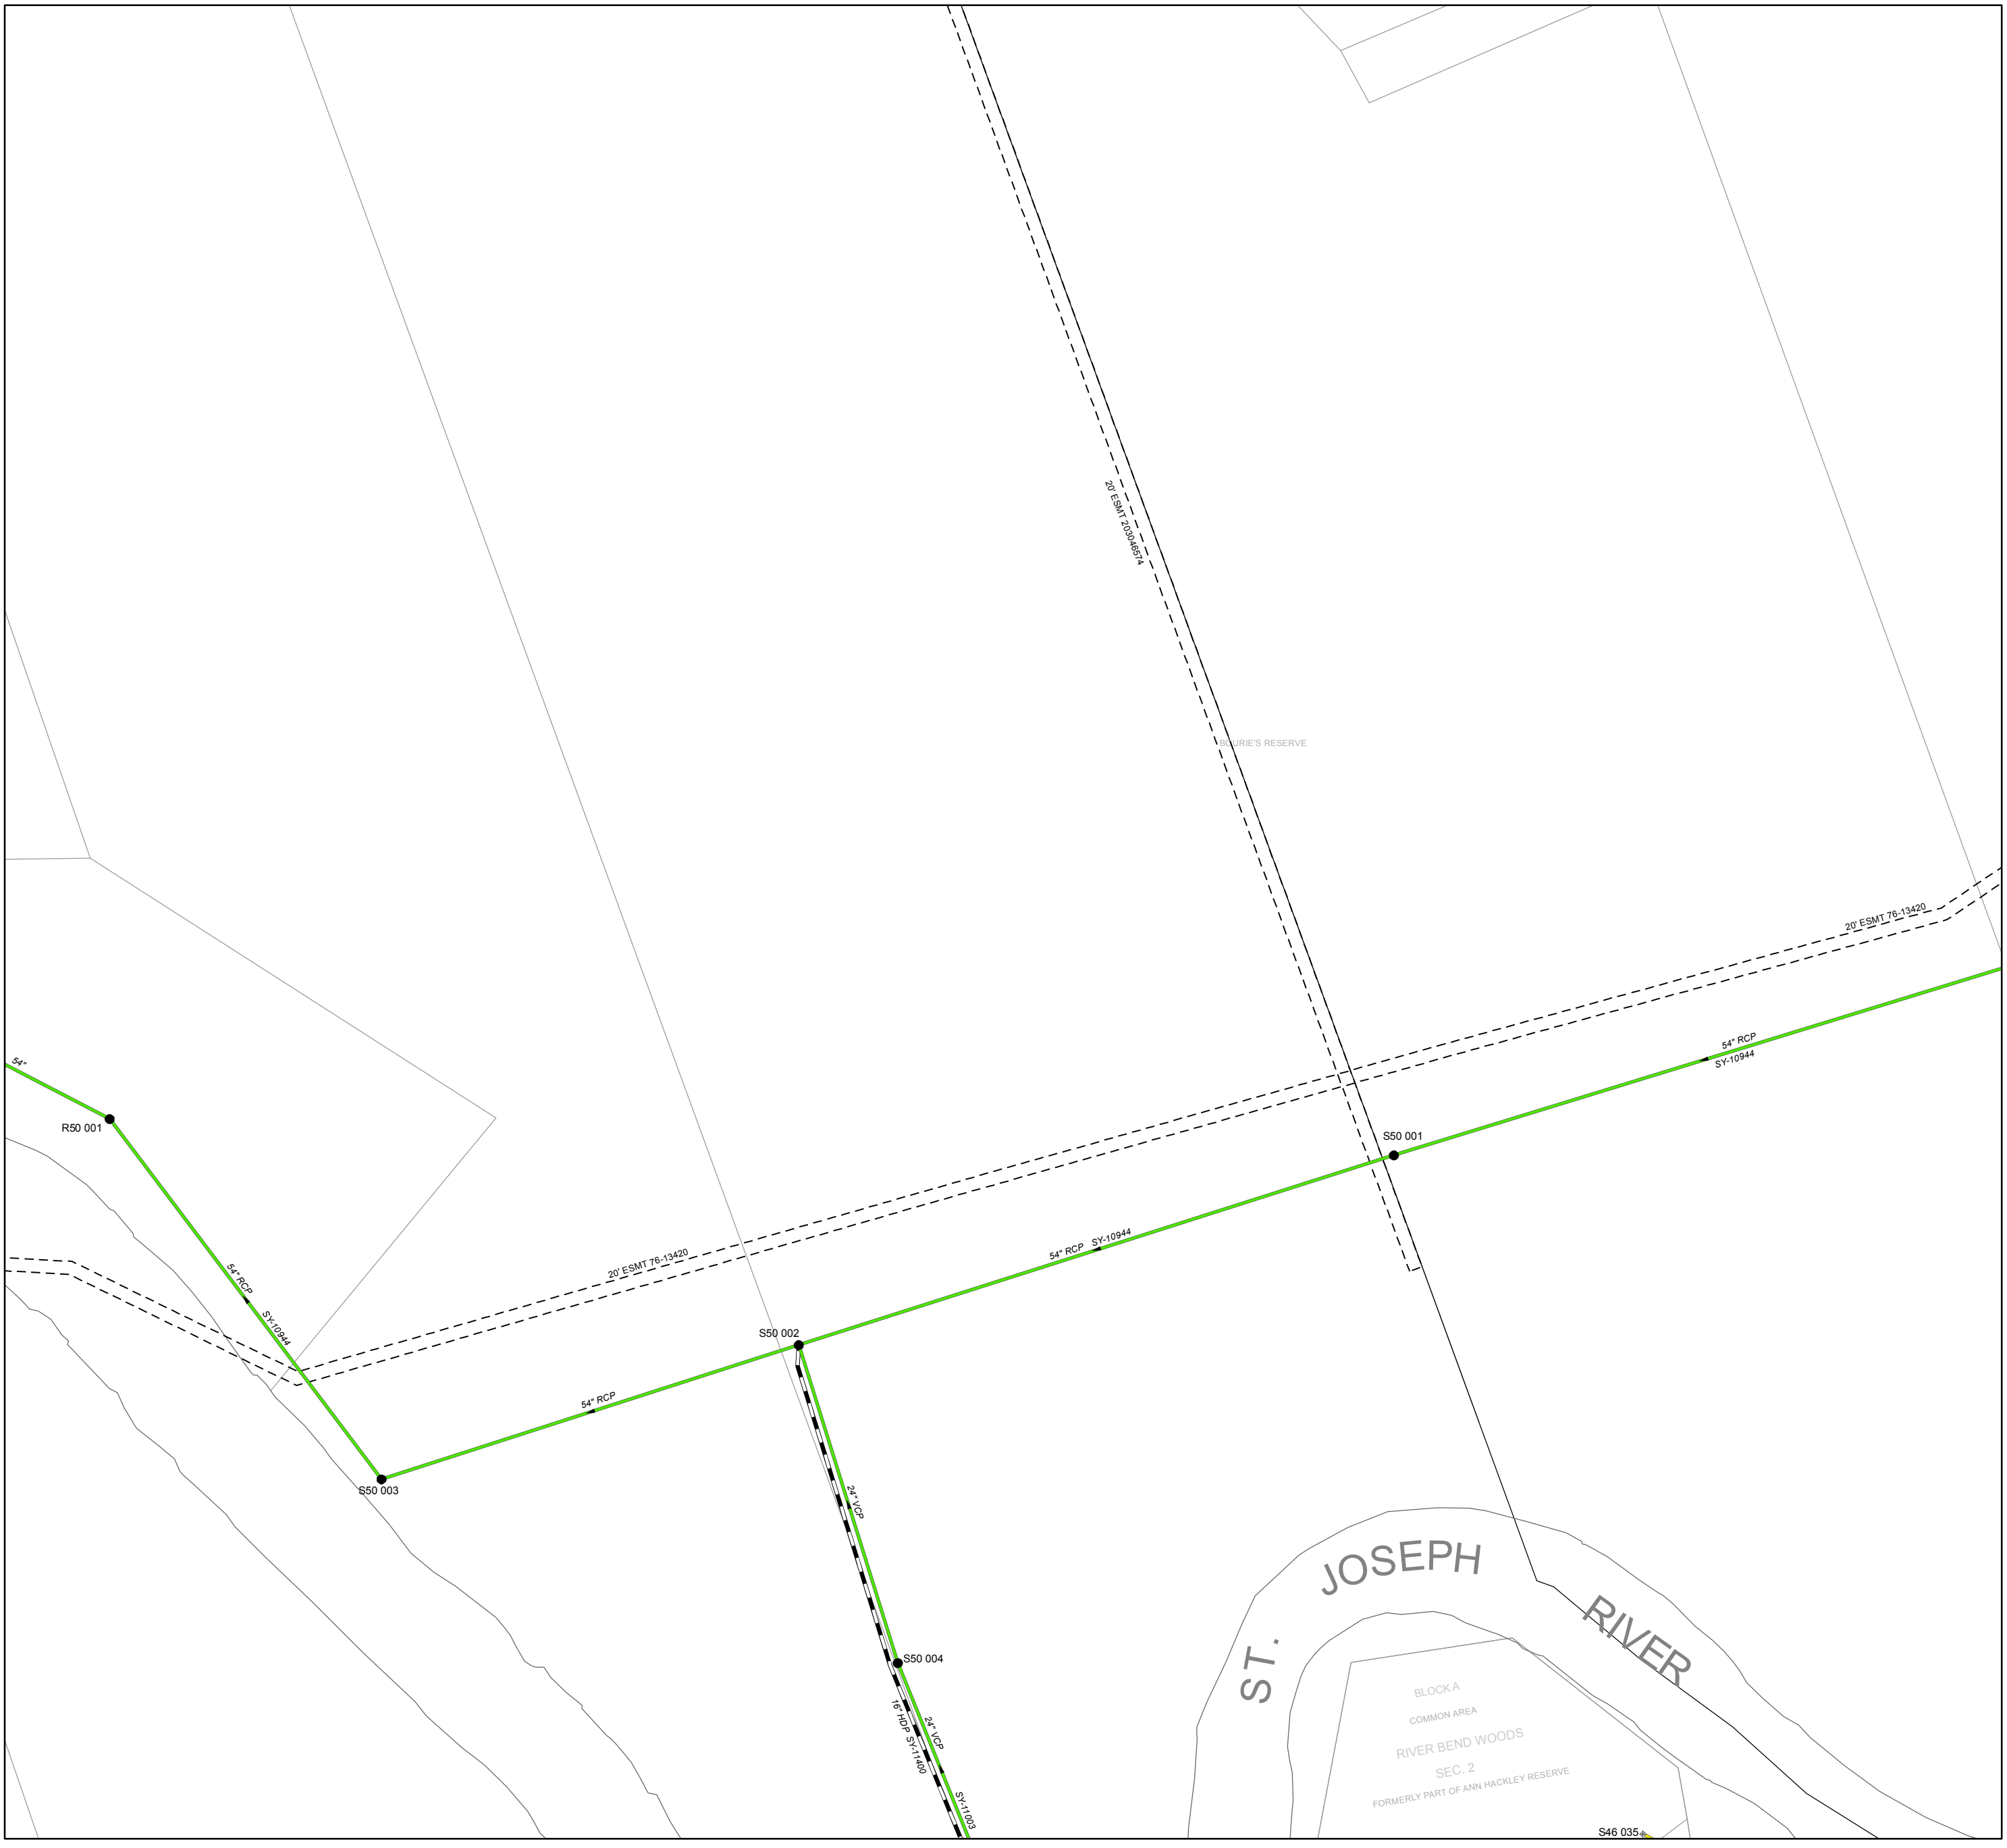 20' ESMT 203046574
BOURIE'S RESERVE
20' ESMT 76-13420
54" RCP
SY-10944
54"
R50 001
S50 001
54" RCP SY-10944
20' ESMT 76-13420
54" RCP
SY-10944
S50 002
54" RCP
S50 003
24" VCP
ST. JOSEPH RIVER
S50 004
16" HDP SY-11400
24" VCP
SY-11003
BLOCK A
COMMON AREA
RIVER BEND WOODS
SEC. 2
FORMERLY PART OF ANN HACKLEY RESERVE
S46 035